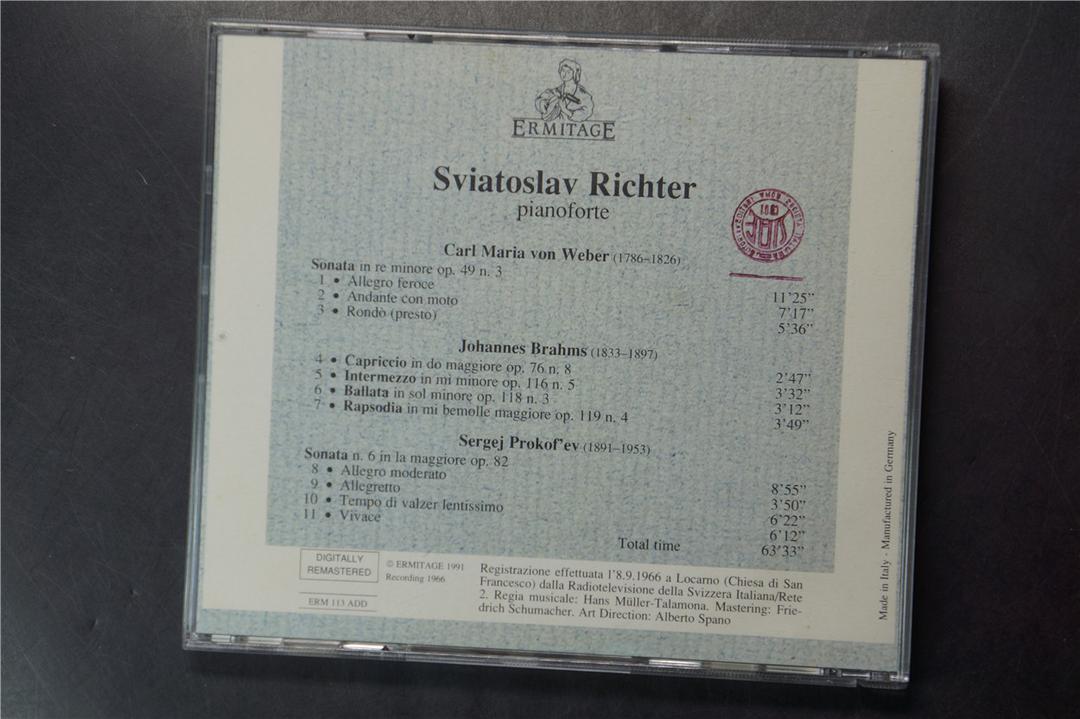 ERMITAGE
Sviatoslav Richter
pianoforte
Carl Maria von Weber (1786–1826)
Sonata in re minore op. 49 n. 3
1 • Allegro feroce 11'25"
2 • Andante con moto 7'17"
3 • Rondò (presto) 5'36"
Johannes Brahms (1833–1897)
4 • Capriccio in do maggiore op. 76 n. 8 2'47"
5 • Intermezzo in mi minore op. 116 n. 5 3'32"
6 • Ballata in sol minore op. 118 n. 3 3'12"
7 • Rapsodia in mi bemolle maggiore op. 119 n. 4 3'49"
Sergej Prokof'ev (1891–1953)
Sonata n. 6 in la maggiore op. 82
8 • Allegro moderato 8'55"
9 • Allegretto 3'50"
10 • Tempo di valzer lentissimo 6'22"
11 • Vivace 6'12"
Total time 63'33"
DIGITALLY
REMASTERED
© ERMITAGE 1991
Recording 1966
ERM 113 ADD
Registrazione effettuata l'8.9.1966 a Locarno (Chiesa di San
Francesco) dalla Radiotelevisione della Svizzera Italiana/Rete
2. Regia musicale: Hans Müller-Talamona. Mastering: Frie-
drich Schumacher. Art Direction: Alberto Spano
Made in Italy - Manufactured in Germany